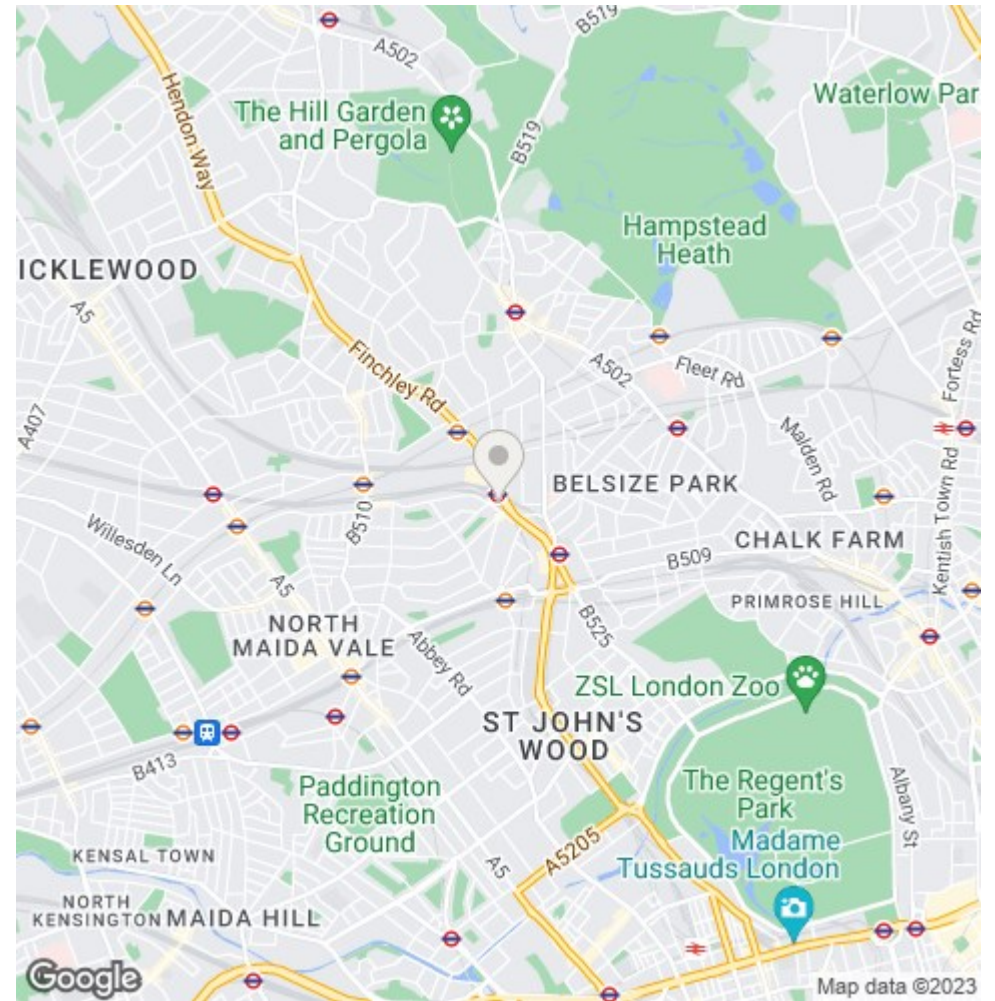 B519
A502
Hendon Way
The Hill Garden
and Pergola
B519
Waterlow Par
Hampstead
Heath
ICKLEWOOD
A5
Finchley Rd
A502
Fleet Rd
Fortess Rd
A407
Malden Rd
BELSIZE PARK
B510
Willesden Ln
A5
CHALK FARM
Kentish Town Rd
B509
PRIMROSE HILL
NORTH
MAIDA VALE
Abbey Rd
B525
ZSL London Zoo
ST JOHN'S
WOOD
B413
Paddington
Recreation
Ground
The Regent's
Park
Albany St
Madame
Tussauds London
A5205
A5
KENSAL TOWN
NORTH
KENSINGTON
MAIDA HILL
Google
Map data ©2023